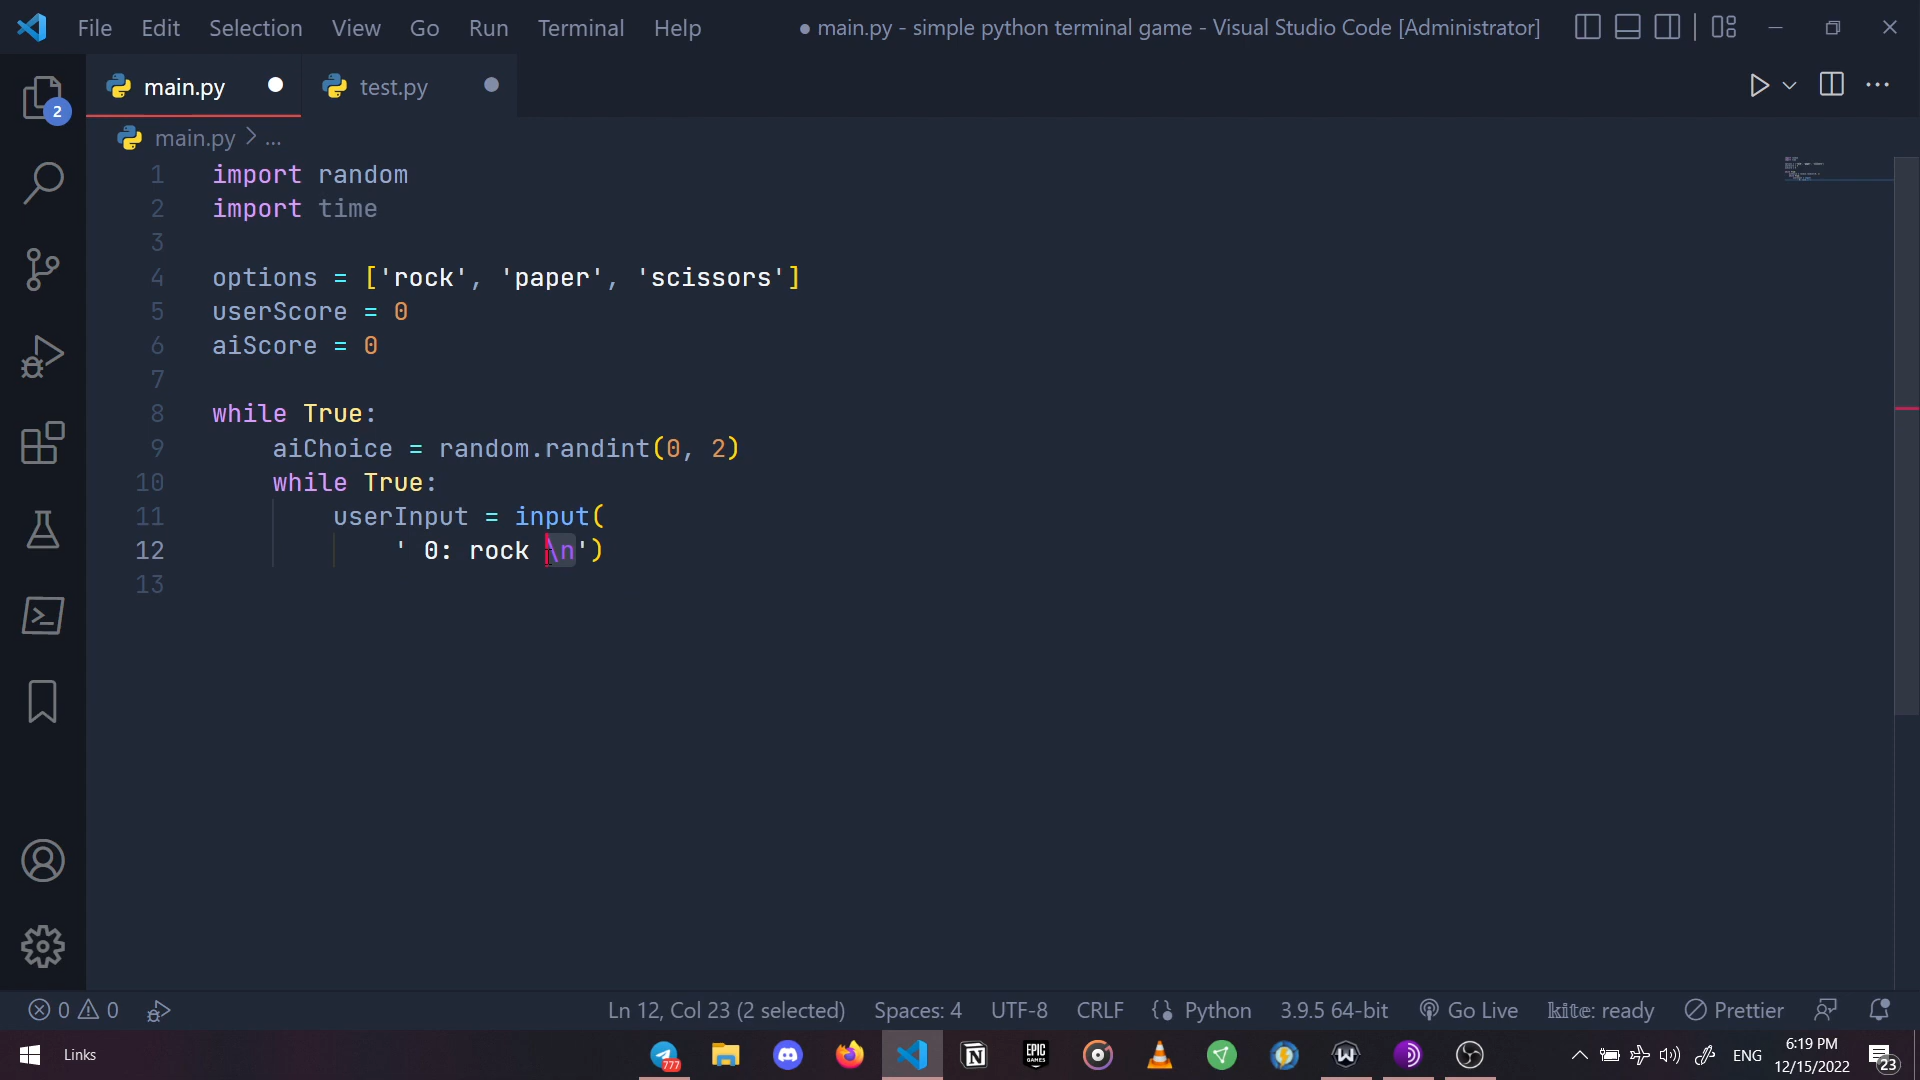 File Edit Selection View Go Run Terminal Help ● main.py - simple python terminal game - Visual Studio Code [Administrator]
main.py test.py
2
main.py > ...
1 import random
2 import time
3
4 options = ['rock', 'paper', 'scissors']
5 userScore = 0
6 aiScore = 0
7
8 while True:
9 aiChoice = random.randint(0, 2)
10 while True:
11 userInput = input(
12 ' 0: rock \n')
13
0 0 Ln 12, Col 23 (2 selected) Spaces: 4 UTF-8 CRLF Python 3.9.5 64-bit Go Live kite: ready Prettier
Links 777 EPIC GAMES ENG 6:19 PM
12/15/2022 23